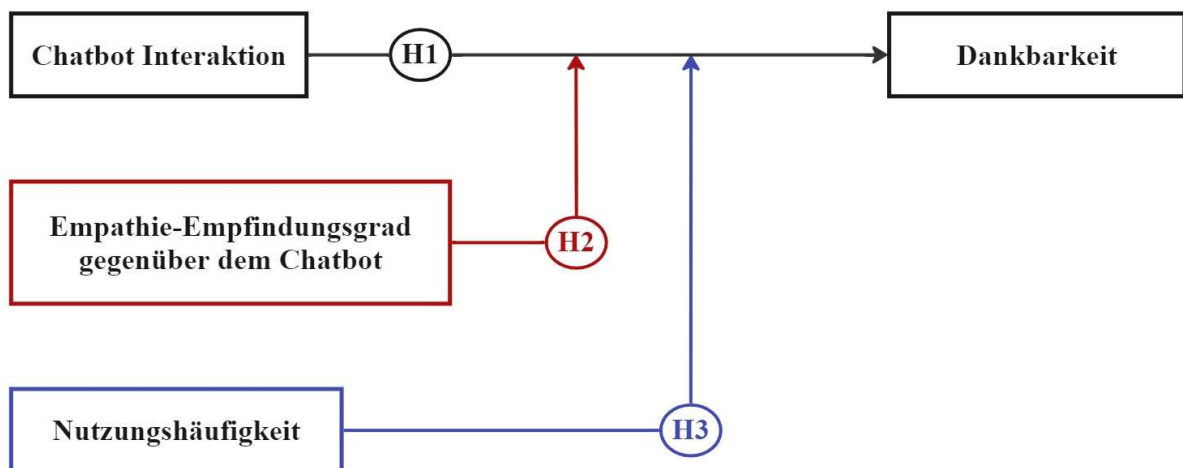 Chatbot Interaktion
H1
Dankbarkeit
Empathie-Empfindungsgrad
gegenüber dem Chatbot
H2
Nutzungshäufigkeit
H3